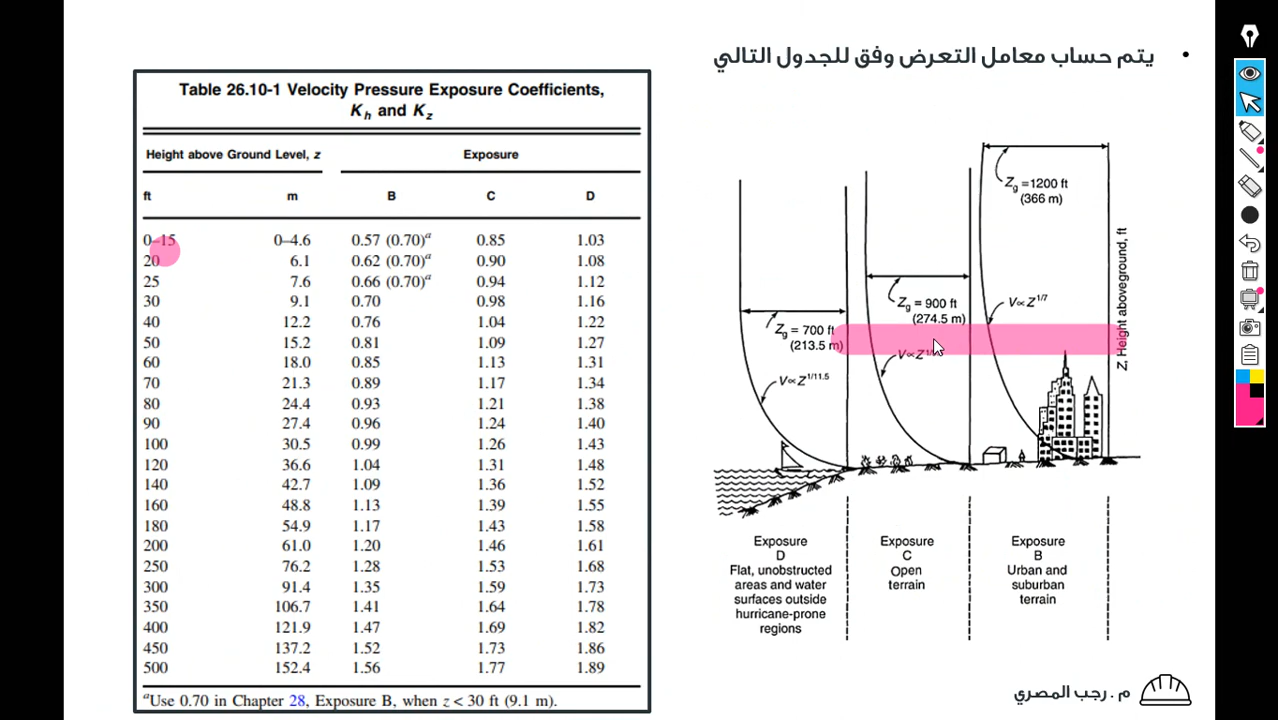 يتم حساب معامل التعرض وفق للجدول التالي
Table 26.10-1 Velocity Pressure Exposure Coefficients,
K_h and K_z
Height above Ground Level, z Exposure
ft m B C D
0–15 0–4.6 0.57 (0.70)ᵃ 0.85 1.03
20 6.1 0.62 (0.70)ᵃ 0.90 1.08
25 7.6 0.66 (0.70)ᵃ 0.94 1.12
30 9.1 0.70 0.98 1.16
40 12.2 0.76 1.04 1.22
50 15.2 0.81 1.09 1.27
60 18.0 0.85 1.13 1.31
70 21.3 0.89 1.17 1.34
80 24.4 0.93 1.21 1.38
90 27.4 0.96 1.24 1.40
100 30.5 0.99 1.26 1.43
120 36.6 1.04 1.31 1.48
140 42.7 1.09 1.36 1.52
160 48.8 1.13 1.39 1.55
180 54.9 1.17 1.43 1.58
200 61.0 1.20 1.46 1.61
250 76.2 1.28 1.53 1.68
300 91.4 1.35 1.59 1.73
350 106.7 1.41 1.64 1.78
400 121.9 1.47 1.69 1.82
450 137.2 1.52 1.73 1.86
500 152.4 1.56 1.77 1.89
ᵃUse 0.70 in Chapter 28, Exposure B, when z < 30 ft (9.1 m).
Z_g = 700 ft
(213.5 m)
V∝Z^1/11.5
Z_g = 900 ft
(274.5 m)
Z_g =1200 ft
(366 m)
V∝Z^1/7
Z, Height aboveground, ft
Exposure
D
Flat, unobstructed
areas and water
surfaces outside
hurricane-prone
regions
Exposure
C
Open
terrain
Exposure
B
Urban and
suburban
terrain
م . رجب المصري